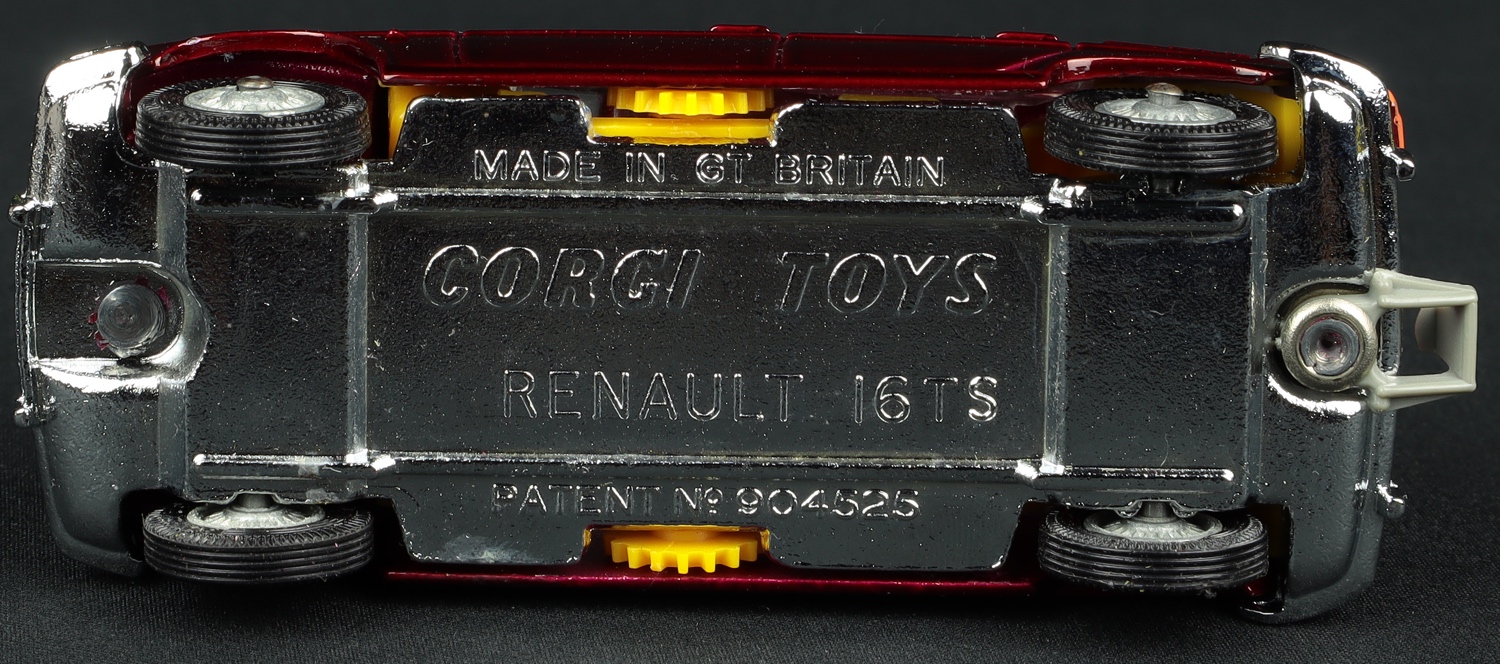 MADE IN GT BRITAIN
CORGI TOYS
RENAULT 16TS
PATENT Nº 904525